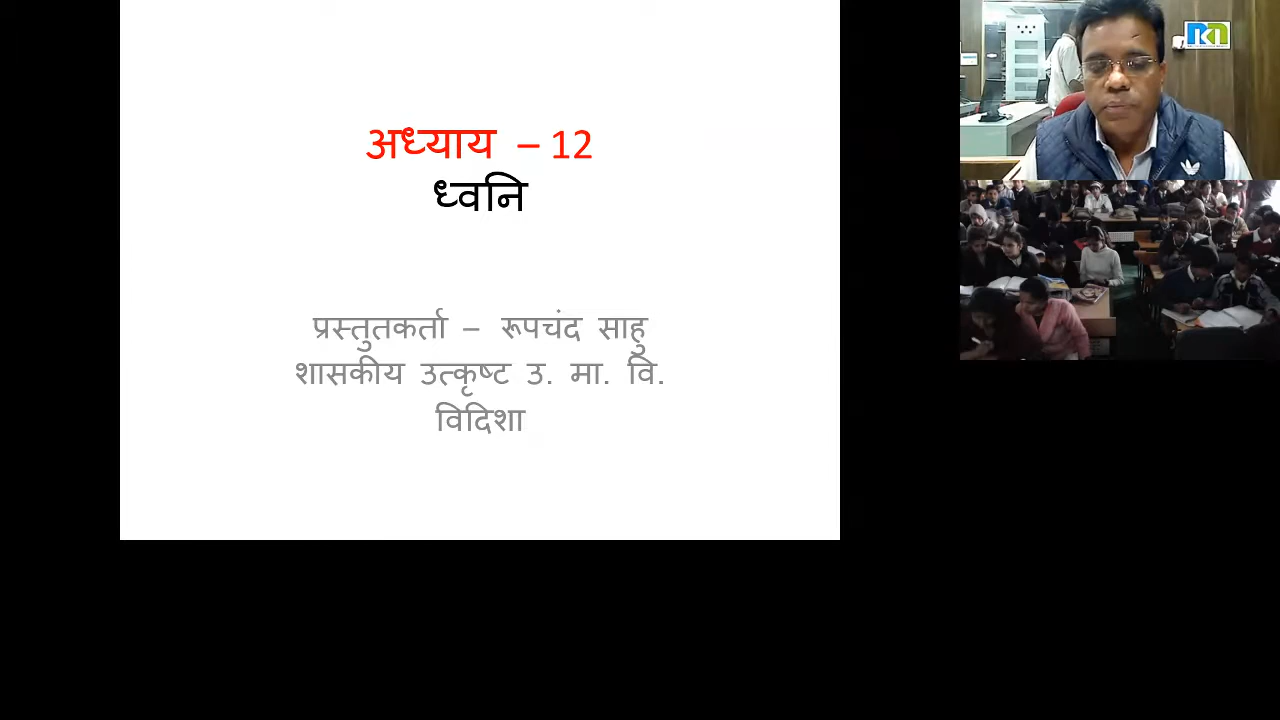 अध्याय – 12
ध्वनि
प्रस्तुतकर्ता – रूपचंद साहु
शासकीय उत्कृष्ट उ. मा. वि.
विदिशा